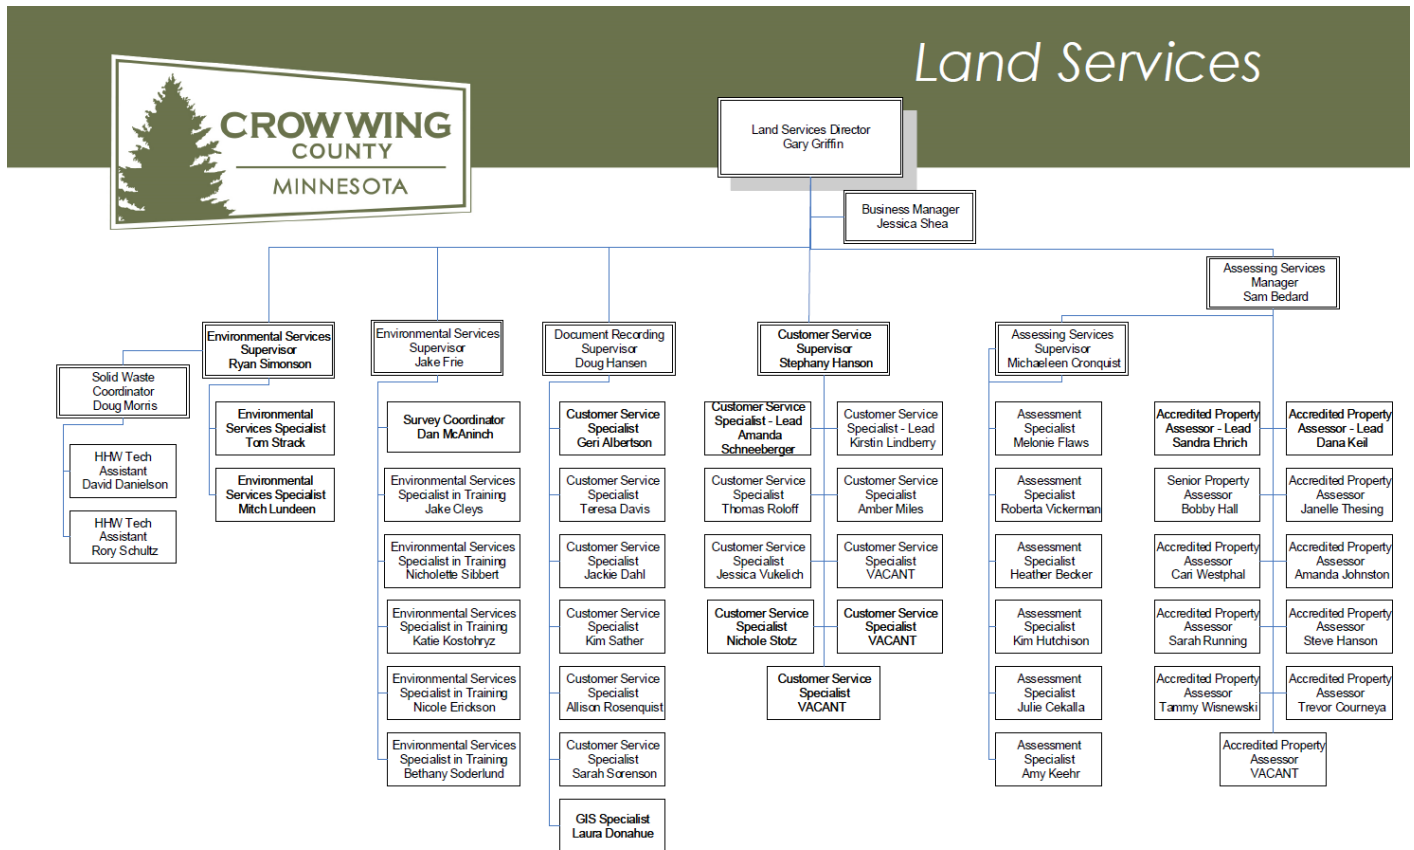 Land Services
CROW WING
COUNTY
MINNESOTA
Land Services Director
Gary Griffin
Business Manager
Jessica Shea
Assessing Services
Manager
Sam Bedard
Environmental Services
Supervisor
Ryan Simonson
Solid Waste
Coordinator
Doug Morris
HHW Tech
Assistant
David Danielson
HHW Tech
Assistant
Rory Schultz
Environmental
Services Specialist
Tom Strack
Environmental
Services Specialist
Mitch Lundeen
Environmental Services
Supervisor
Jake Frie
Survey Coordinator
Dan McAninch
Environmental Services
Specialist in Training
Jake Cleys
Environmental Services
Specialist in Training
Nicholette Sibbert
Environmental Services
Specialist in Training
Katie Kostohryz
Environmental Services
Specialist in Training
Nicole Erickson
Environmental Services
Specialist in Training
Bethany Soderlund
Document Recording
Supervisor
Doug Hansen
Customer Service
Specialist
Geri Albertson
Customer Service
Specialist
Teresa Davis
Customer Service
Specialist
Jackie Dahl
Customer Service
Specialist
Kim Sather
Customer Service
Specialist
Allison Rosenquist
Customer Service
Specialist
Sarah Sorenson
GIS Specialist
Laura Donahue
Customer Service
Supervisor
Stephany Hanson
Customer Service
Specialist - Lead
Amanda
Schneeberger
Customer Service
Specialist - Lead
Kirstin Lindberry
Customer Service
Specialist
Thomas Roloff
Customer Service
Specialist
Amber Miles
Customer Service
Specialist
Jessica Vukelich
Customer Service
Specialist
VACANT
Customer Service
Specialist
Nichole Stotz
Customer Service
Specialist
VACANT
Customer Service
Specialist
VACANT
Assessing Services
Supervisor
Michaeleen Cronquist
Assessment
Specialist
Melonie Flaws
Assessment
Specialist
Roberta Vickerman
Assessment
Specialist
Heather Becker
Assessment
Specialist
Kim Hutchison
Assessment
Specialist
Julie Cekalla
Assessment
Specialist
Amy Keehr
Accredited Property
Assessor - Lead
Sandra Ehrich
Accredited Property
Assessor - Lead
Dana Keil
Senior Property
Assessor
Bobby Hall
Accredited Property
Assessor
Janelle Thesing
Accredited Property
Assessor
Cari Westphal
Accredited Property
Assessor
Amanda Johnston
Accredited Property
Assessor
Sarah Running
Accredited Property
Assessor
Steve Hanson
Accredited Property
Assessor
Tammy Wisnewski
Accredited Property
Assessor
Trevor Courneya
Accredited Property
Assessor
VACANT